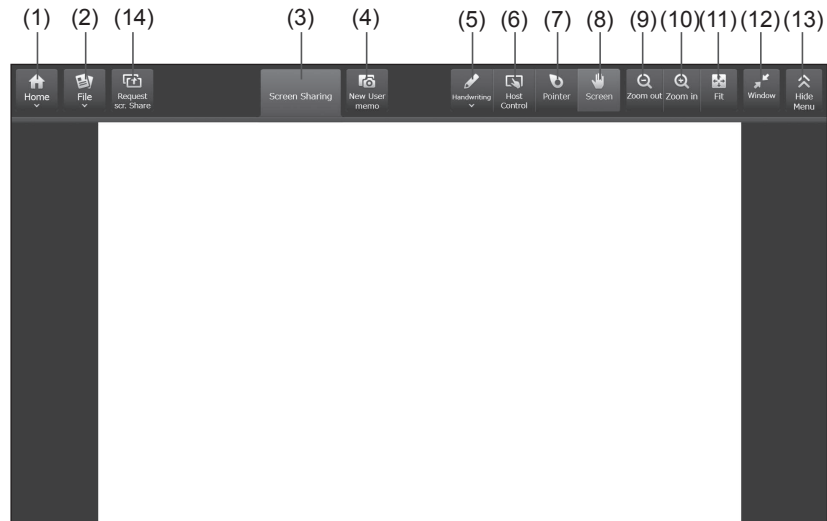 (1) (2) (14) (3) (4) (5) (6) (7) (8) (9) (10) (11) (12) (13)
Home File Request Screen Sharing New User Handwriting Host Pointer Screen Zoom out Zoom in Fit Window Hide
scr. Share memo Control Menu